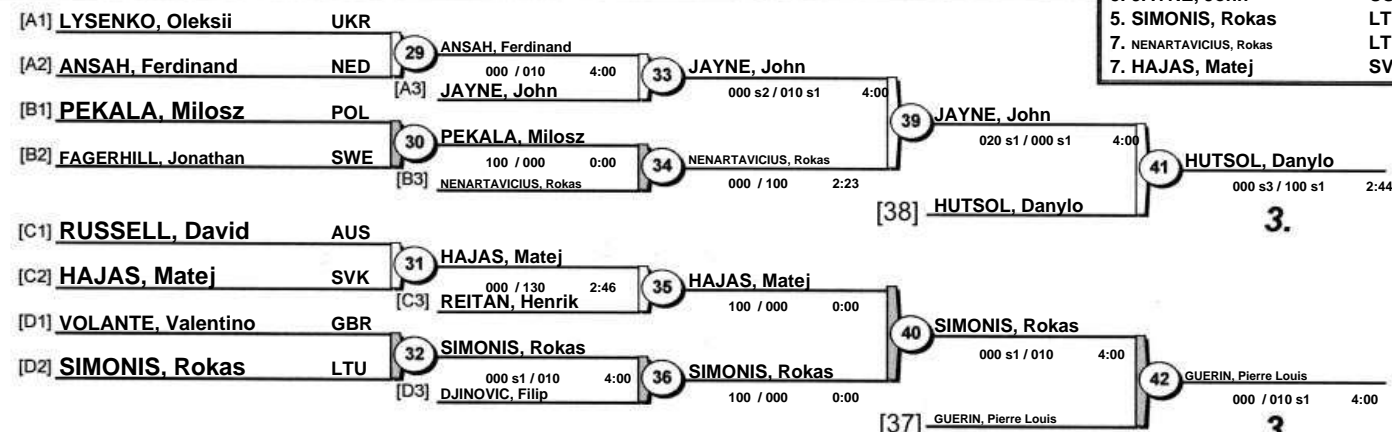 5. SIMONIS, Rokas LT
7. NENARTAVICIUS, Rokas LT
7. HAJAS, Matej SV
[A1] LYSENKO, Oleksii UKR
[A2] ANSAH, Ferdinand NED
29 ANSAH, Ferdinand
000 / 010 4:00
[A3] JAYNE, John
33 JAYNE, John
000 s2 / 010 s1 4:00
[B1] PEKALA, Milosz POL
[B2] FAGERHILL, Jonathan SWE
30 PEKALA, Milosz
100 / 000 0:00
[B3] NENARTAVICIUS, Rokas
34 NENARTAVICIUS, Rokas
000 / 100 2:23
39 JAYNE, John
020 s1 / 000 s1 4:00
[38] HUTSOL, Danylo
41 HUTSOL, Danylo
000 s3 / 100 s1 2:44
3.
[C1] RUSSELL, David AUS
[C2] HAJAS, Matej SVK
31 HAJAS, Matej
000 / 130 2:46
[C3] REITAN, Henrik
35 HAJAS, Matej
100 / 000 0:00
[D1] VOLANTE, Valentino GBR
[D2] SIMONIS, Rokas LTU
32 SIMONIS, Rokas
000 s1 / 010 4:00
[D3] DJINOVIC, Filip
36 SIMONIS, Rokas
100 / 000 0:00
40 SIMONIS, Rokas
000 s1 / 010 4:00
[37] GUERIN, Pierre Louis
42 GUERIN, Pierre Louis
000 / 010 s1 4:00
3